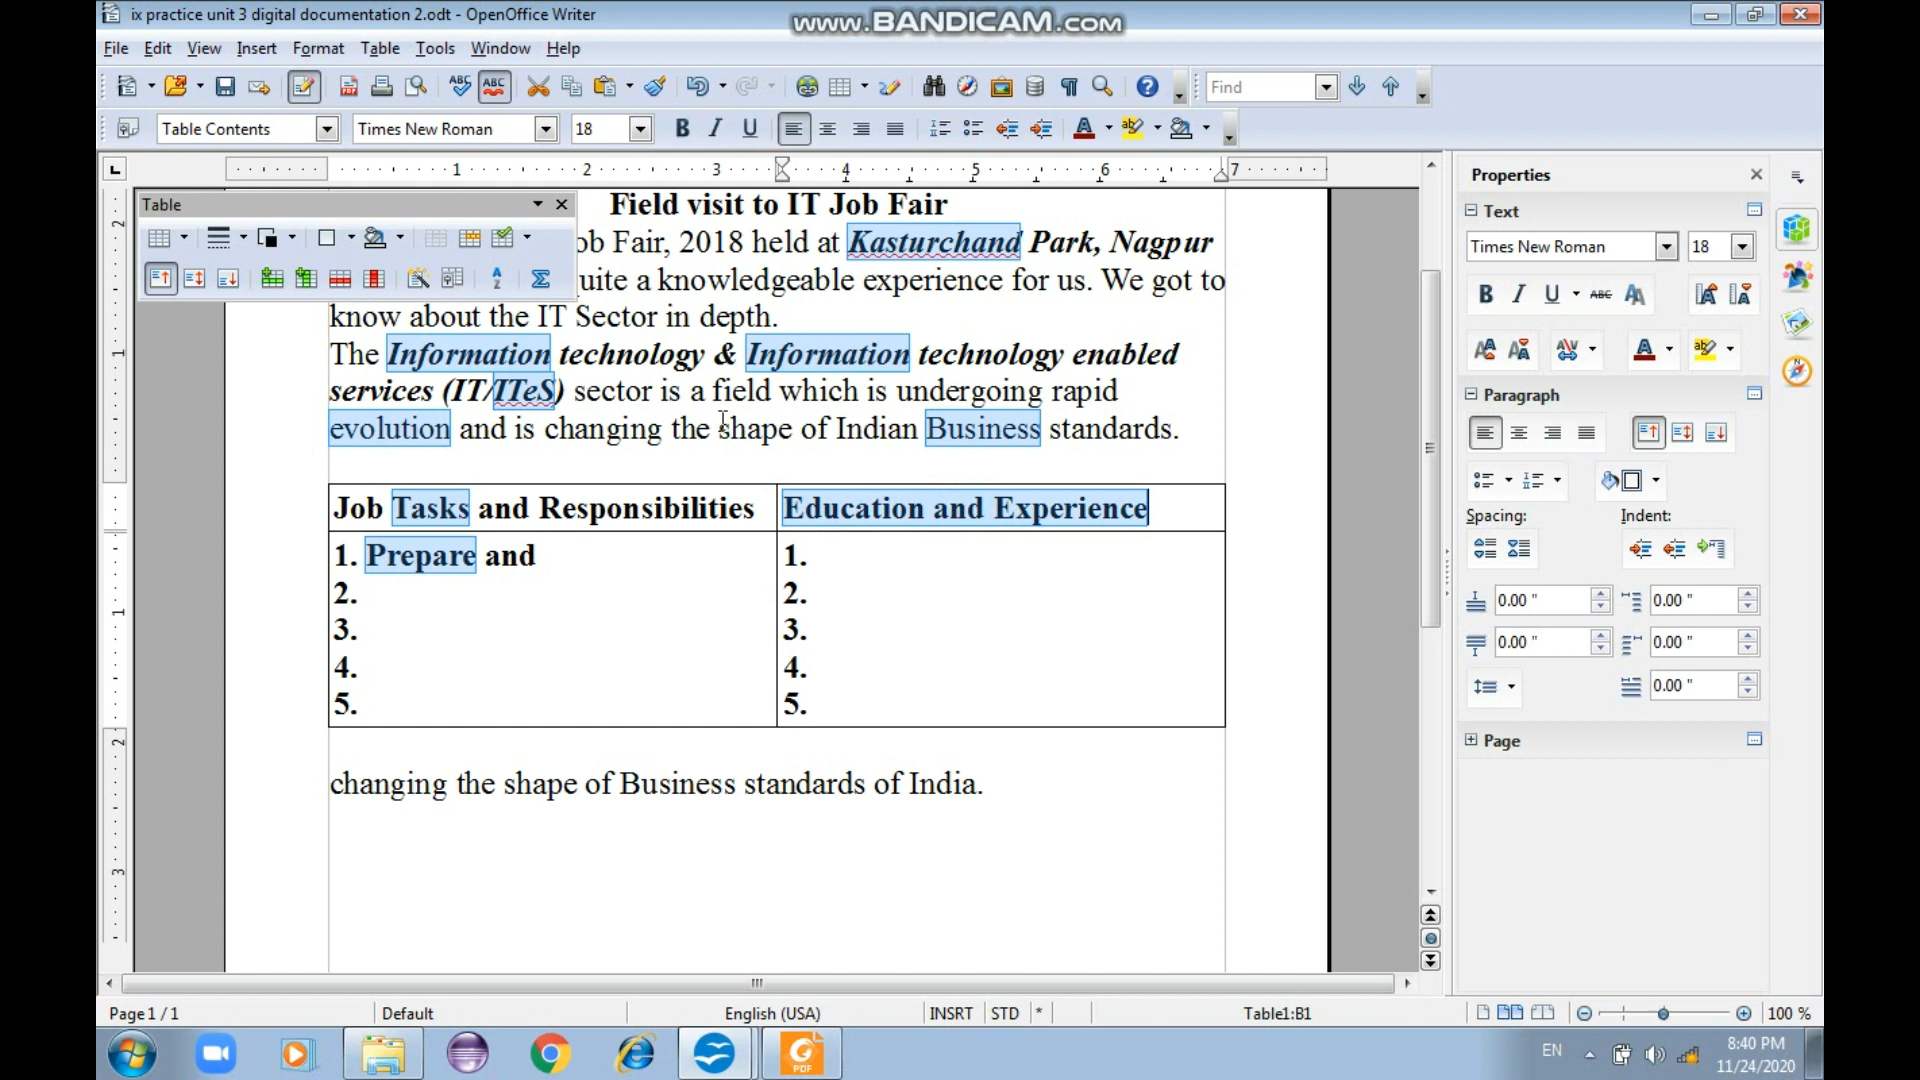 ix practice unit 3 digital documentation 2.odt - OpenOffice Writer
www.BANDICAM.com
File Edit View Insert Format Table Tools Window Help
Find
Table Contents Times New Roman 18
1 2 3 4 5 6 7
Properties
Table
Text
Field visit to IT Job Fair
ob Fair, 2018 held at Kasturchand Park, Nagpur
Times New Roman 18
uite a knowledgeable experience for us. We got to
know about the IT Sector in depth.
The Information technology & Information technology enabled
services (IT/ITeS) sector is a field which is undergoing rapid
evolution and is changing the shape of Indian Business standards.
Paragraph
Job Tasks and Responsibilities Education and Experience
Spacing: Indent:
1. Prepare and 1.
2. 2.
3. 3.
4. 4.
5. 5.
0.00 " 0.00 "
0.00 " 0.00 "
0.00 "
Page
changing the shape of Business standards of India.
Page 1 / 1 Default English (USA) INSRT STD * Table1:B1 100 %
EN 8:40 PM
11/24/2020